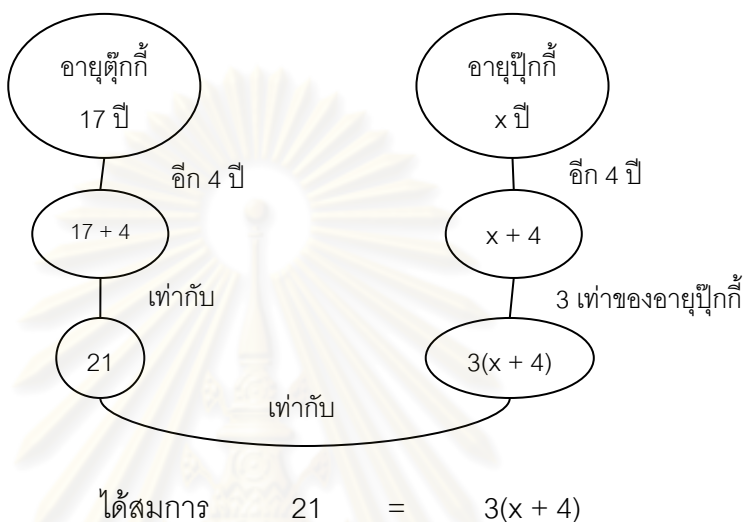 อายุตุ๊กกี้ อายุปุ๊กกี้
17 ปี x ปี
อีก 4 ปี อีก 4 ปี
17 + 4 x + 4
เท่ากับ 3 เท่าของอายุปุ๊กกี้
21 3(x + 4)
เท่ากับ
ได้สมการ 21 = 3(x + 4)